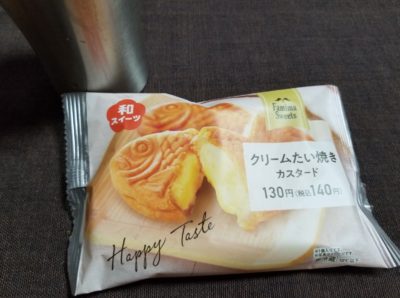 和
スイーツ
Famima
Sweets
クリームたい焼き
カスタード
130円(税込140円)
Happy Taste